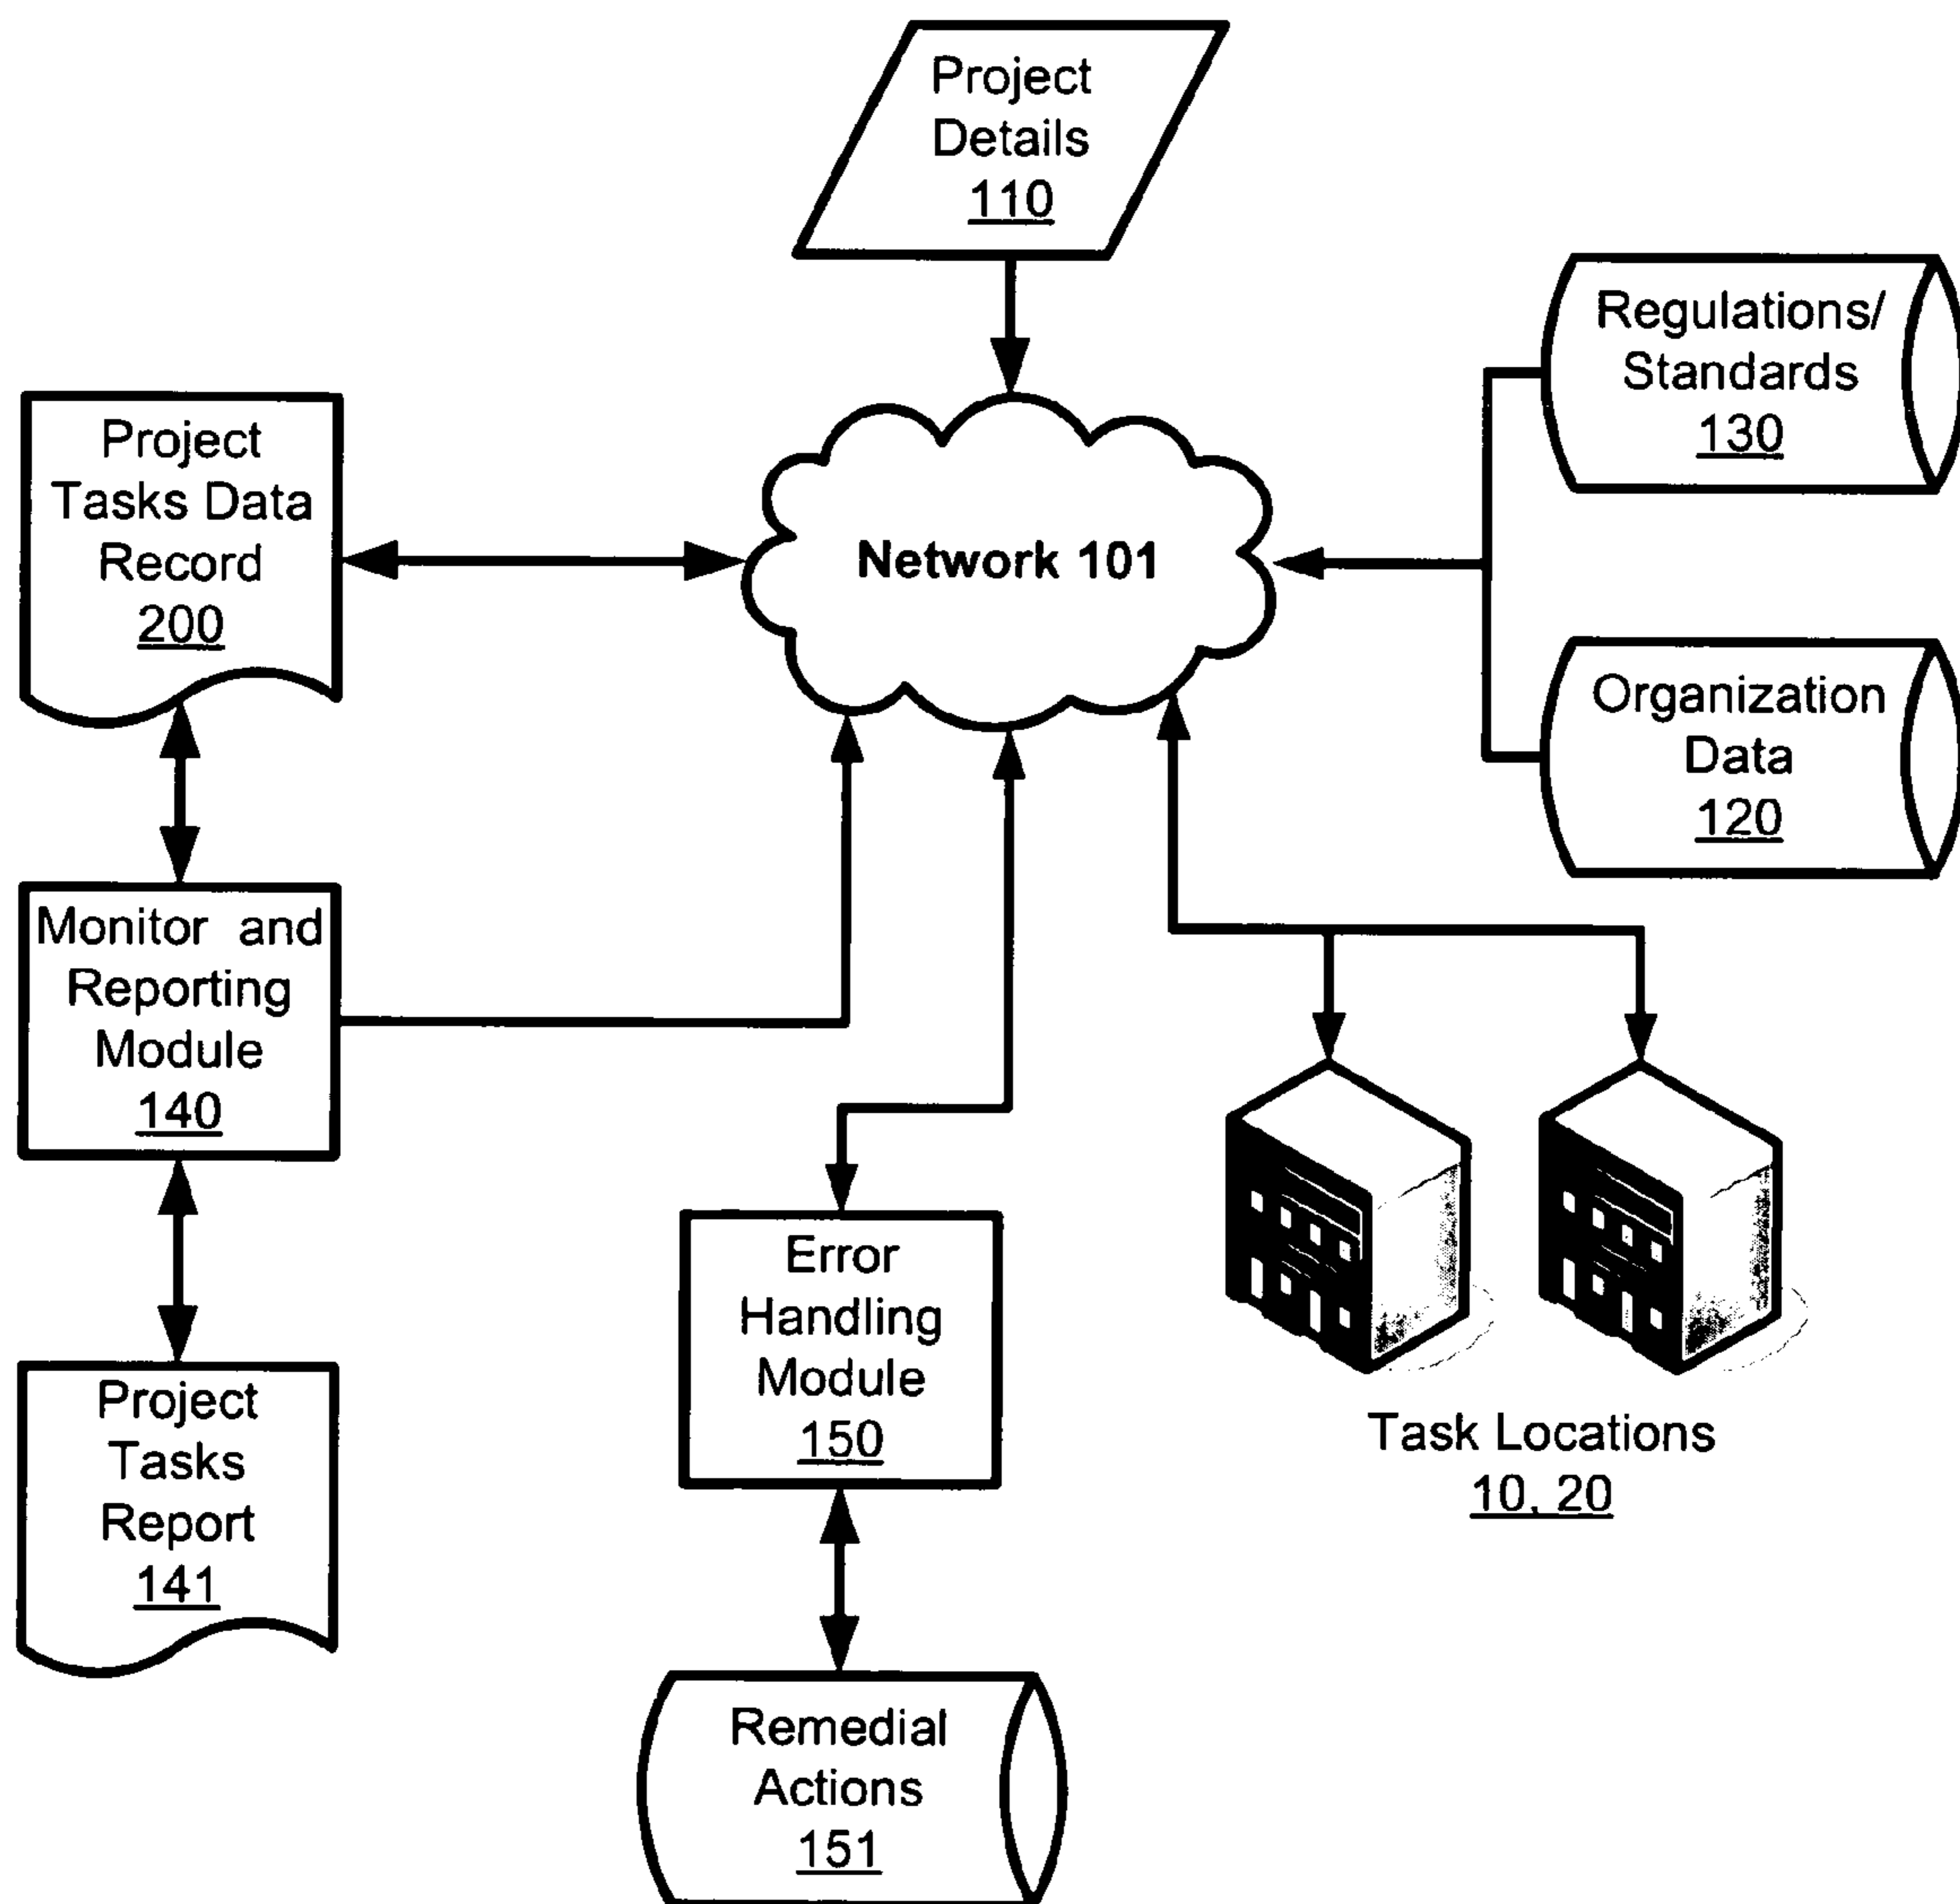 Project
Details
110
Regulations/
Standards
130
Project
Tasks Data
Record
200
Network 101
Organization
Data
120
Monitor and
Reporting
Module
140
Error
Handling
Module
150
Project
Tasks
Report
141
Task Locations
10, 20
Remedial
Actions
151